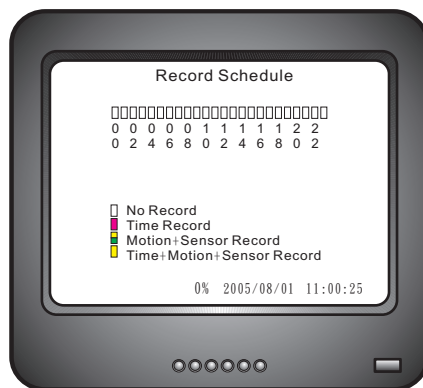 Record Schedule
0 0 0 0 0 1 1 1 1 1 2 2
0 2 4 6 8 0 2 4 6 8 0 2
No Record
Time Record
Motion+Sensor Record
Time+Motion+Sensor Record
0% 2005/08/01 11:00:25